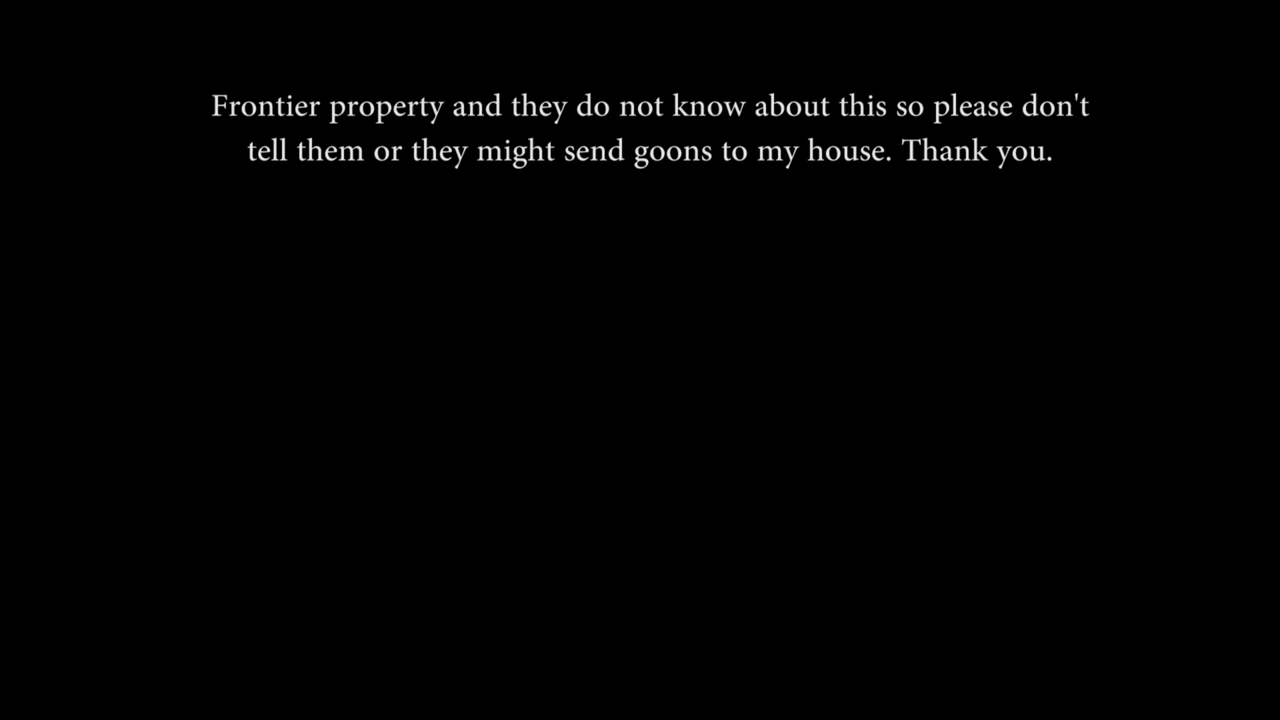 Frontier property and they do not know about this so please don't
tell them or they might send goons to my house. Thank you.